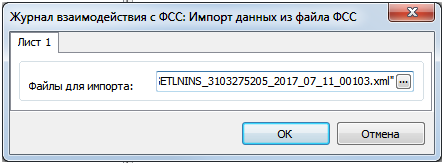 Журнал взаимодействия с ФСС: Импорт данных из файла ФСС
Лист 1
Файлы для импорта: ETLNINS_3103275205_2017_07_11_00103.xml" ...
OK
Отмена